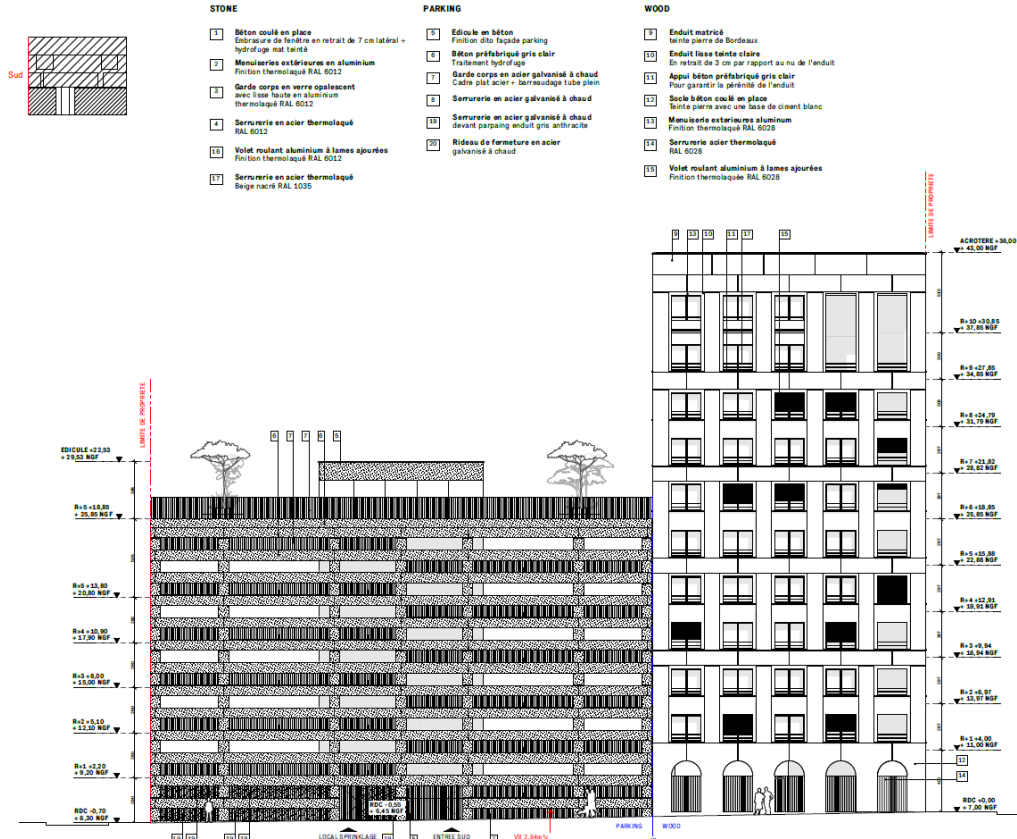 STONE
1 Béton coulé en place
Embrasure de fenêtre en retrait de 7 cm latéral +
hydrofuge mat teinté
2 Menuiseries extérieures en aluminium
Finition thermolaqué RAL 6012
3 Garde corps en verre opalescent
avec lisse haute en aluminium
thermolaqué RAL 6012
4 Serrurerie en acier thermolaqué
RAL 6012
16 Volet roulant aluminium à lames ajourées
Finition thermolaqué RAL 6012
17 Serrurerie en acier thermolaqué
Beige nacré RAL 1035
PARKING
5 Edicule en béton
Finition dito façade parking
6 Béton préfabriqué gris clair
Traitement hydrofuge
7 Garde corps en acier galvanisé à chaud
Cadre plat acier + barreaudage tube plein
8 Serrurerie en acier galvanisé à chaud
19 Serrurerie en acier galvanisé à chaud
devant parpaing enduit gris anthracite
20 Rideau de fermeture en acier
galvanisé à chaud
WOOD
9 Enduit matricé
teinte pierre de Bordeaux
10 Enduit lisse teinte claire
En retrait de 3 cm par rapport au nu de l'enduit
11 Appui béton préfabriqué gris clair
Pour garantir la pérénité de l'enduit
12 Socle béton coulé en place
Teinte pierre avec une base de ciment blanc
13 Menuiserie exterieures aluminum
Finition thermolaqué RAL 6028
14 Serrurerie acier thermolaqué
RAL 6028
15 Volet roulant aluminium à lames ajourées
Finition thermolaquée RAL 6028
Sud
LIMITE DE PROPRIETE
LIMITE DE PROPRIETE
9 13 10 11 17 15
6 7 7 8 5
EDICULE +22,53
+ 29,53 NGF
R+5 +18,85
+ 25,85 NGF
R+5 +13,80
+ 20,80 NGF
R+4 +10,90
+ 17,90 NGF
R+3 +8,00
+ 15,00 NGF
R+2 +5,10
+ 12,10 NGF
R+1 +2,20
+ 9,20 NGF
RDC -0,70
+ 6,30 NGF
ACROTERE +36,00
+ 43,00 NGF
R+10 +30,85
+ 37,85 NGF
R+9 +27,85
+ 34,85 NGF
R+8 +24,79
+ 31,79 NGF
R+7 +21,82
+ 28,82 NGF
R+6 +18,85
+ 25,85 NGF
R+5 +15,88
+ 22,88 NGF
R+4 +12,91
+ 19,91 NGF
R+3 +9,94
+ 16,94 NGF
R+2 +6,97
+ 13,97 NGF
R+1 +4,00
+ 11,00 NGF
12
14
RDC +0,00
+ 7,00 NGF
RDC -0,55
+ 6,45 NGF
PARKING WOOD
LOCAL SPRINKLAGE
ENTREE SUD